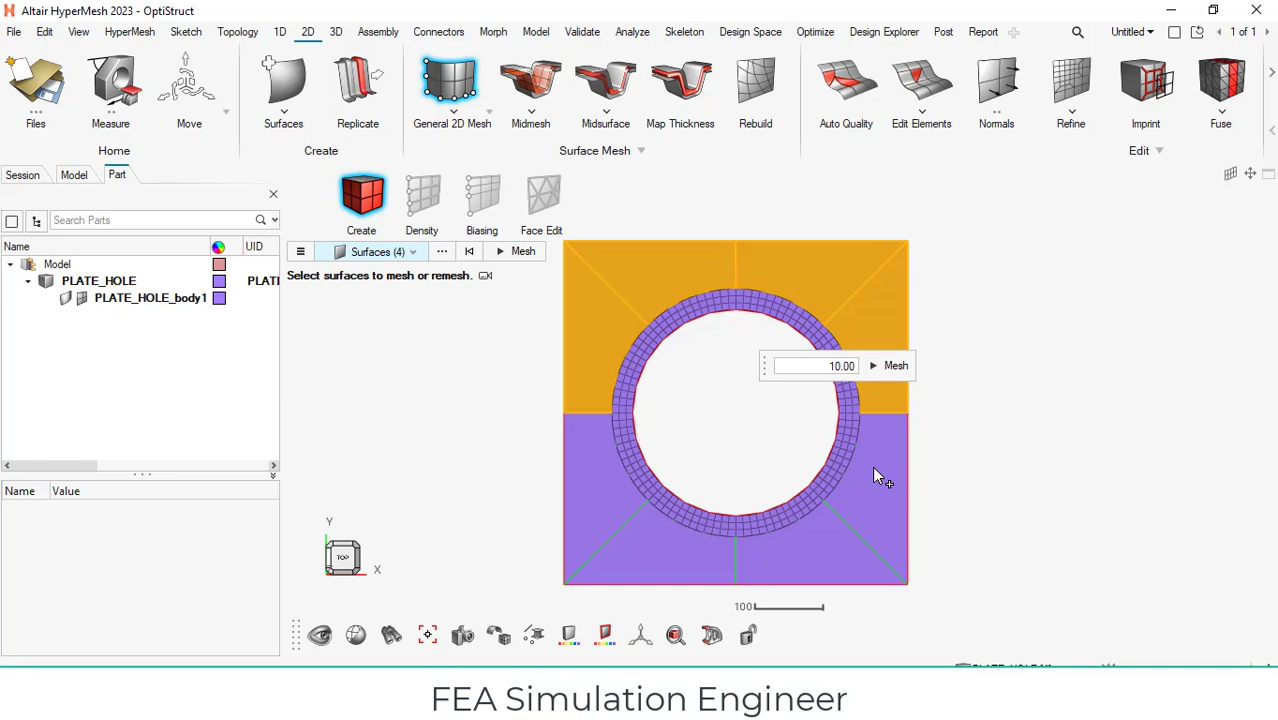 Altair HyperMesh 2023 - OptiStruct
File Edit View HyperMesh Sketch Topology 1D 2D 3D Assembly Connectors Morph Model Validate Analyze Skeleton Design Space Optimize Design Explorer Post Report Untitled 1 of 1
Files Measure Move Surfaces Replicate General 2D Mesh Midmesh Midsurface Map Thickness Rebuild Auto Quality Edit Elements Normals Refine Imprint Fuse
Home Create Surface Mesh Edit
Session Model Part
Search Parts
Create Density Biasing Face Edit
Name UID
Surfaces (4) Mesh
Model
Select surfaces to mesh or remesh.
PLATE_HOLE
PLATE_HOLE_body1
10.00 Mesh
Name Value
Y
TOP
X
100
FEA Simulation Engineer